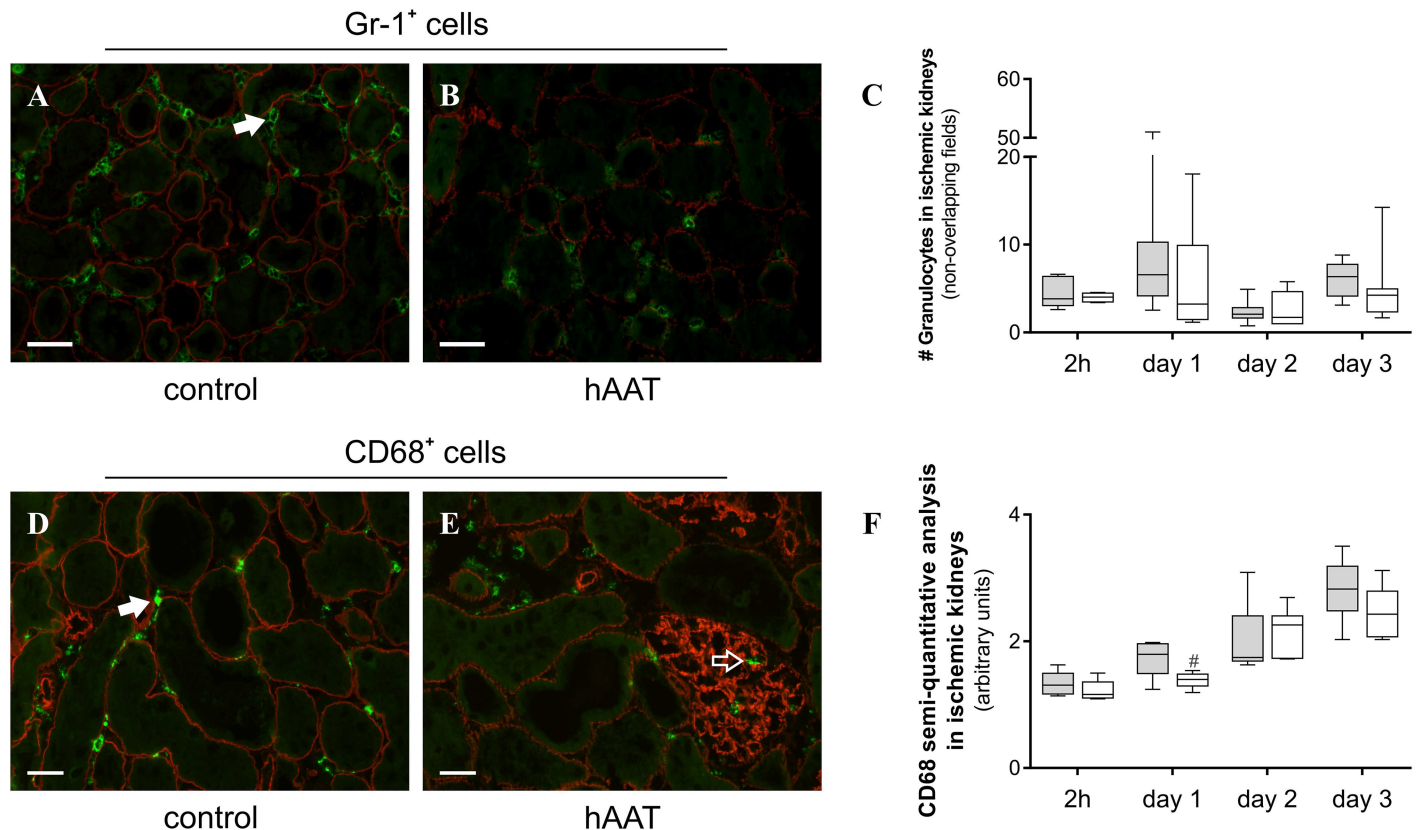 Gr-1⁺ cells
A
B
control
hAAT
C
# Granulocytes in ischemic kidneys
(non-overlapping fields)
60
50
20
10
0
2h day 1 day 2 day 3
CD68⁺ cells
D
E
control
hAAT
F
CD68 semi-quantitative analysis
in ischemic kidneys
(arbitrary units)
4
2
0
#
2h day 1 day 2 day 3